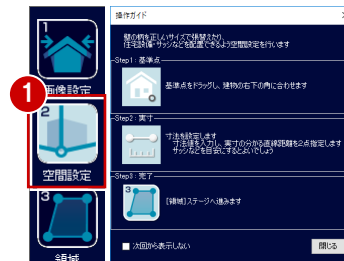 1
画像設定
1
2
空間設定
3
領域
操作ガイド
壁の柄を正しいサイズで張替えたり、
住宅設備・サッシなどを配置できるよう空間設定を行います
Step1：基準点
基準点をドラッグし、建物の右下の角に合わせます
Step2：実寸
寸法を設定します
寸法値を入力し、実寸の分かる直線距離を2点指定します
サッシなどを目安にするとよいでしょう
Step3：完了
3
[領域]ステージへ進みます
次回から表示しない
閉じる